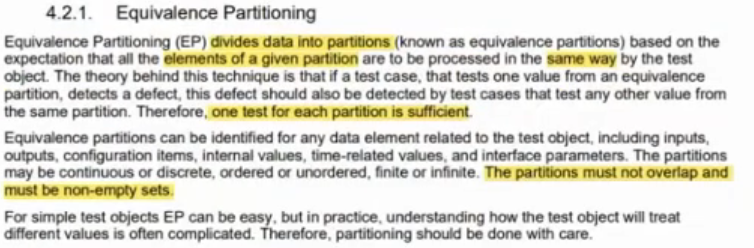 4.2.1. Equivalence Partitioning
Equivalence Partitioning (EP) divides data into partitions (known as equivalence partitions) based on the
expectation that all the elements of a given partition are to be processed in the same way by the test
object. The theory behind this technique is that if a test case, that tests one value from an equivalence
partition, detects a defect, this defect should also be detected by test cases that test any other value from
the same partition. Therefore, one test for each partition is sufficient.
Equivalence partitions can be identified for any data element related to the test object, including inputs,
outputs, configuration items, internal values, time-related values, and interface parameters. The partitions
may be continuous or discrete, ordered or unordered, finite or infinite. The partitions must not overlap and
must be non-empty sets.
For simple test objects EP can be easy, but in practice, understanding how the test object will treat
different values is often complicated. Therefore, partitioning should be done with care.